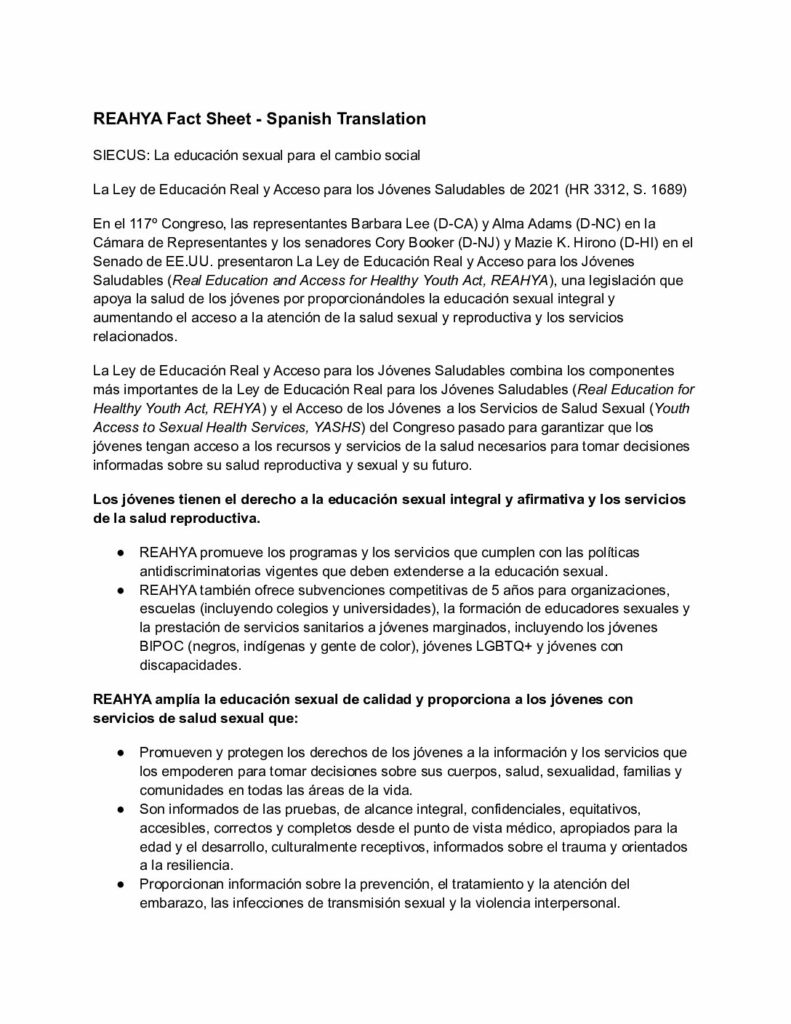 REAHYA Fact Sheet - Spanish Translation
SIECUS: La educación sexual para el cambio social
La Ley de Educación Real y Acceso para los Jóvenes Saludables de 2021 (HR 3312, S. 1689)
En el 117º Congreso, las representantes Barbara Lee (D-CA) y Alma Adams (D-NC) en la
Cámara de Representantes y los senadores Cory Booker (D-NJ) y Mazie K. Hirono (D-HI) en el
Senado de EE.UU. presentaron La Ley de Educación Real y Acceso para los Jóvenes
Saludables (Real Education and Access for Healthy Youth Act, REAHYA), una legislación que
apoya la salud de los jóvenes por proporcionándoles la educación sexual integral y
aumentando el acceso a la atención de la salud sexual y reproductiva y los servicios
relacionados.
La Ley de Educación Real y Acceso para los Jóvenes Saludables combina los componentes
más importantes de la Ley de Educación Real para los Jóvenes Saludables (Real Education for
Healthy Youth Act, REHYA) y el Acceso de los Jóvenes a los Servicios de Salud Sexual (Youth
Access to Sexual Health Services, YASHS) del Congreso pasado para garantizar que los
jóvenes tengan acceso a los recursos y servicios de la salud necesarios para tomar decisiones
informadas sobre su salud reproductiva y sexual y su futuro.
Los jóvenes tienen el derecho a la educación sexual integral y afirmativa y los servicios
de la salud reproductiva.
● REAHYA promueve los programas y los servicios que cumplen con las políticas
antidiscriminatorias vigentes que deben extenderse a la educación sexual.
● REAHYA también ofrece subvenciones competitivas de 5 años para organizaciones,
escuelas (incluyendo colegios y universidades), la formación de educadores sexuales y
la prestación de servicios sanitarios a jóvenes marginados, incluyendo los jóvenes
BIPOC (negros, indígenas y gente de color), jóvenes LGBTQ+ y jóvenes con
discapacidades.
REAHYA amplía la educación sexual de calidad y proporciona a los jóvenes con
servicios de salud sexual que:
● Promueven y protegen los derechos de los jóvenes a la información y los servicios que
los empoderen para tomar decisiones sobre sus cuerpos, salud, sexualidad, familias y
comunidades en todas las áreas de la vida.
● Son informados de las pruebas, de alcance integral, confidenciales, equitativos,
accesibles, correctos y completos desde el punto de vista médico, apropiados para la
edad y el desarrollo, culturalmente receptivos, informados sobre el trauma y orientados
a la resiliencia.
● Proporcionan información sobre la prevención, el tratamiento y la atención del
embarazo, las infecciones de transmisión sexual y la violencia interpersonal.